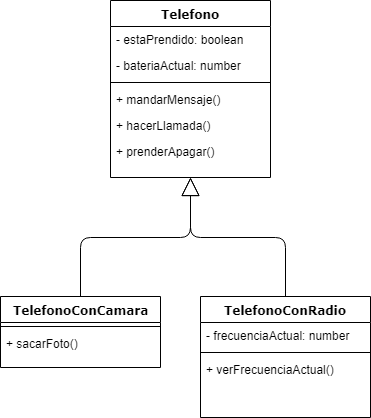 Telefono
- estaPrendido: boolean
- bateriaActual: number
+ mandarMensaje()
+ hacerLlamada()
+ prenderApagar()
TelefonoConCamara
+ sacarFoto()
TelefonoConRadio
- frecuenciaActual: number
+ verFrecuenciaActual()